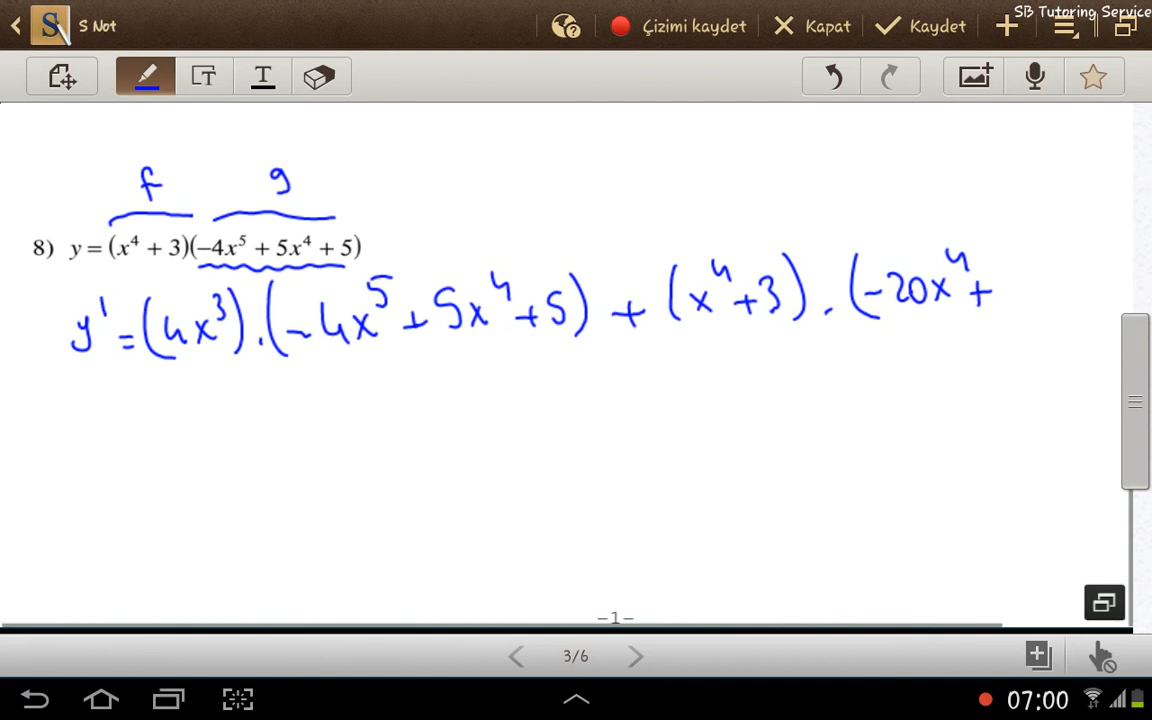 SB Tutoring Service
S S Not Çizimi kaydet Kapat Kaydet
T T
f g
8) y = (x⁴ + 3)(−4x⁵ + 5x⁴ + 5)
y' = (4x³) . (−4x⁵ + 5x⁴ + 5) + (x⁴ + 3) . (−20x⁴ +
-1-
3/6
07:00